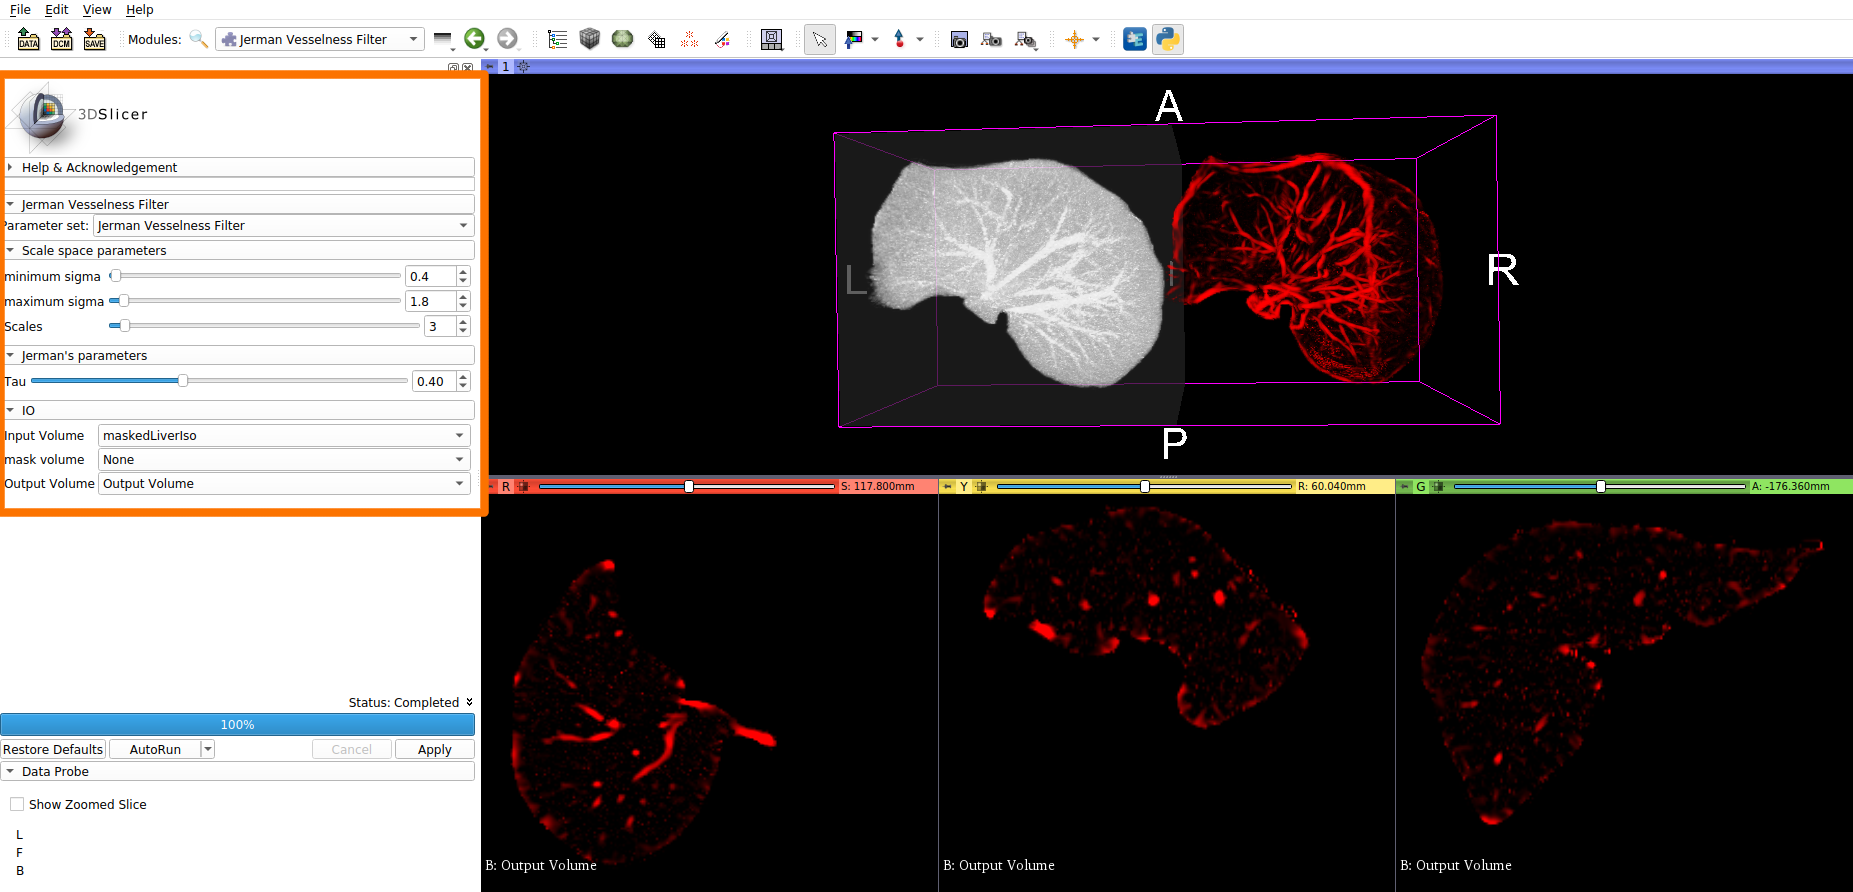 File Edit View Help
DATA DCM SAVE Modules: Jerman Vesselness Filter
1
3DSlicer
Help & Acknowledgement
Jerman Vesselness Filter
Parameter set: Jerman Vesselness Filter
Scale space parameters
minimum sigma 0.4
maximum sigma 1.8
Scales 3
Jerman's parameters
Tau 0.40
IO
Input Volume maskedLiverIso
mask volume None
Output Volume Output Volume
Status: Completed
100%
Restore Defaults AutoRun Cancel Apply
Data Probe
Show Zoomed Slice
L
F
B
A
L I R
P
R S: 117.800mm
Y R: 60.040mm
G A: -176.360mm
B: Output Volume
B: Output Volume
B: Output Volume